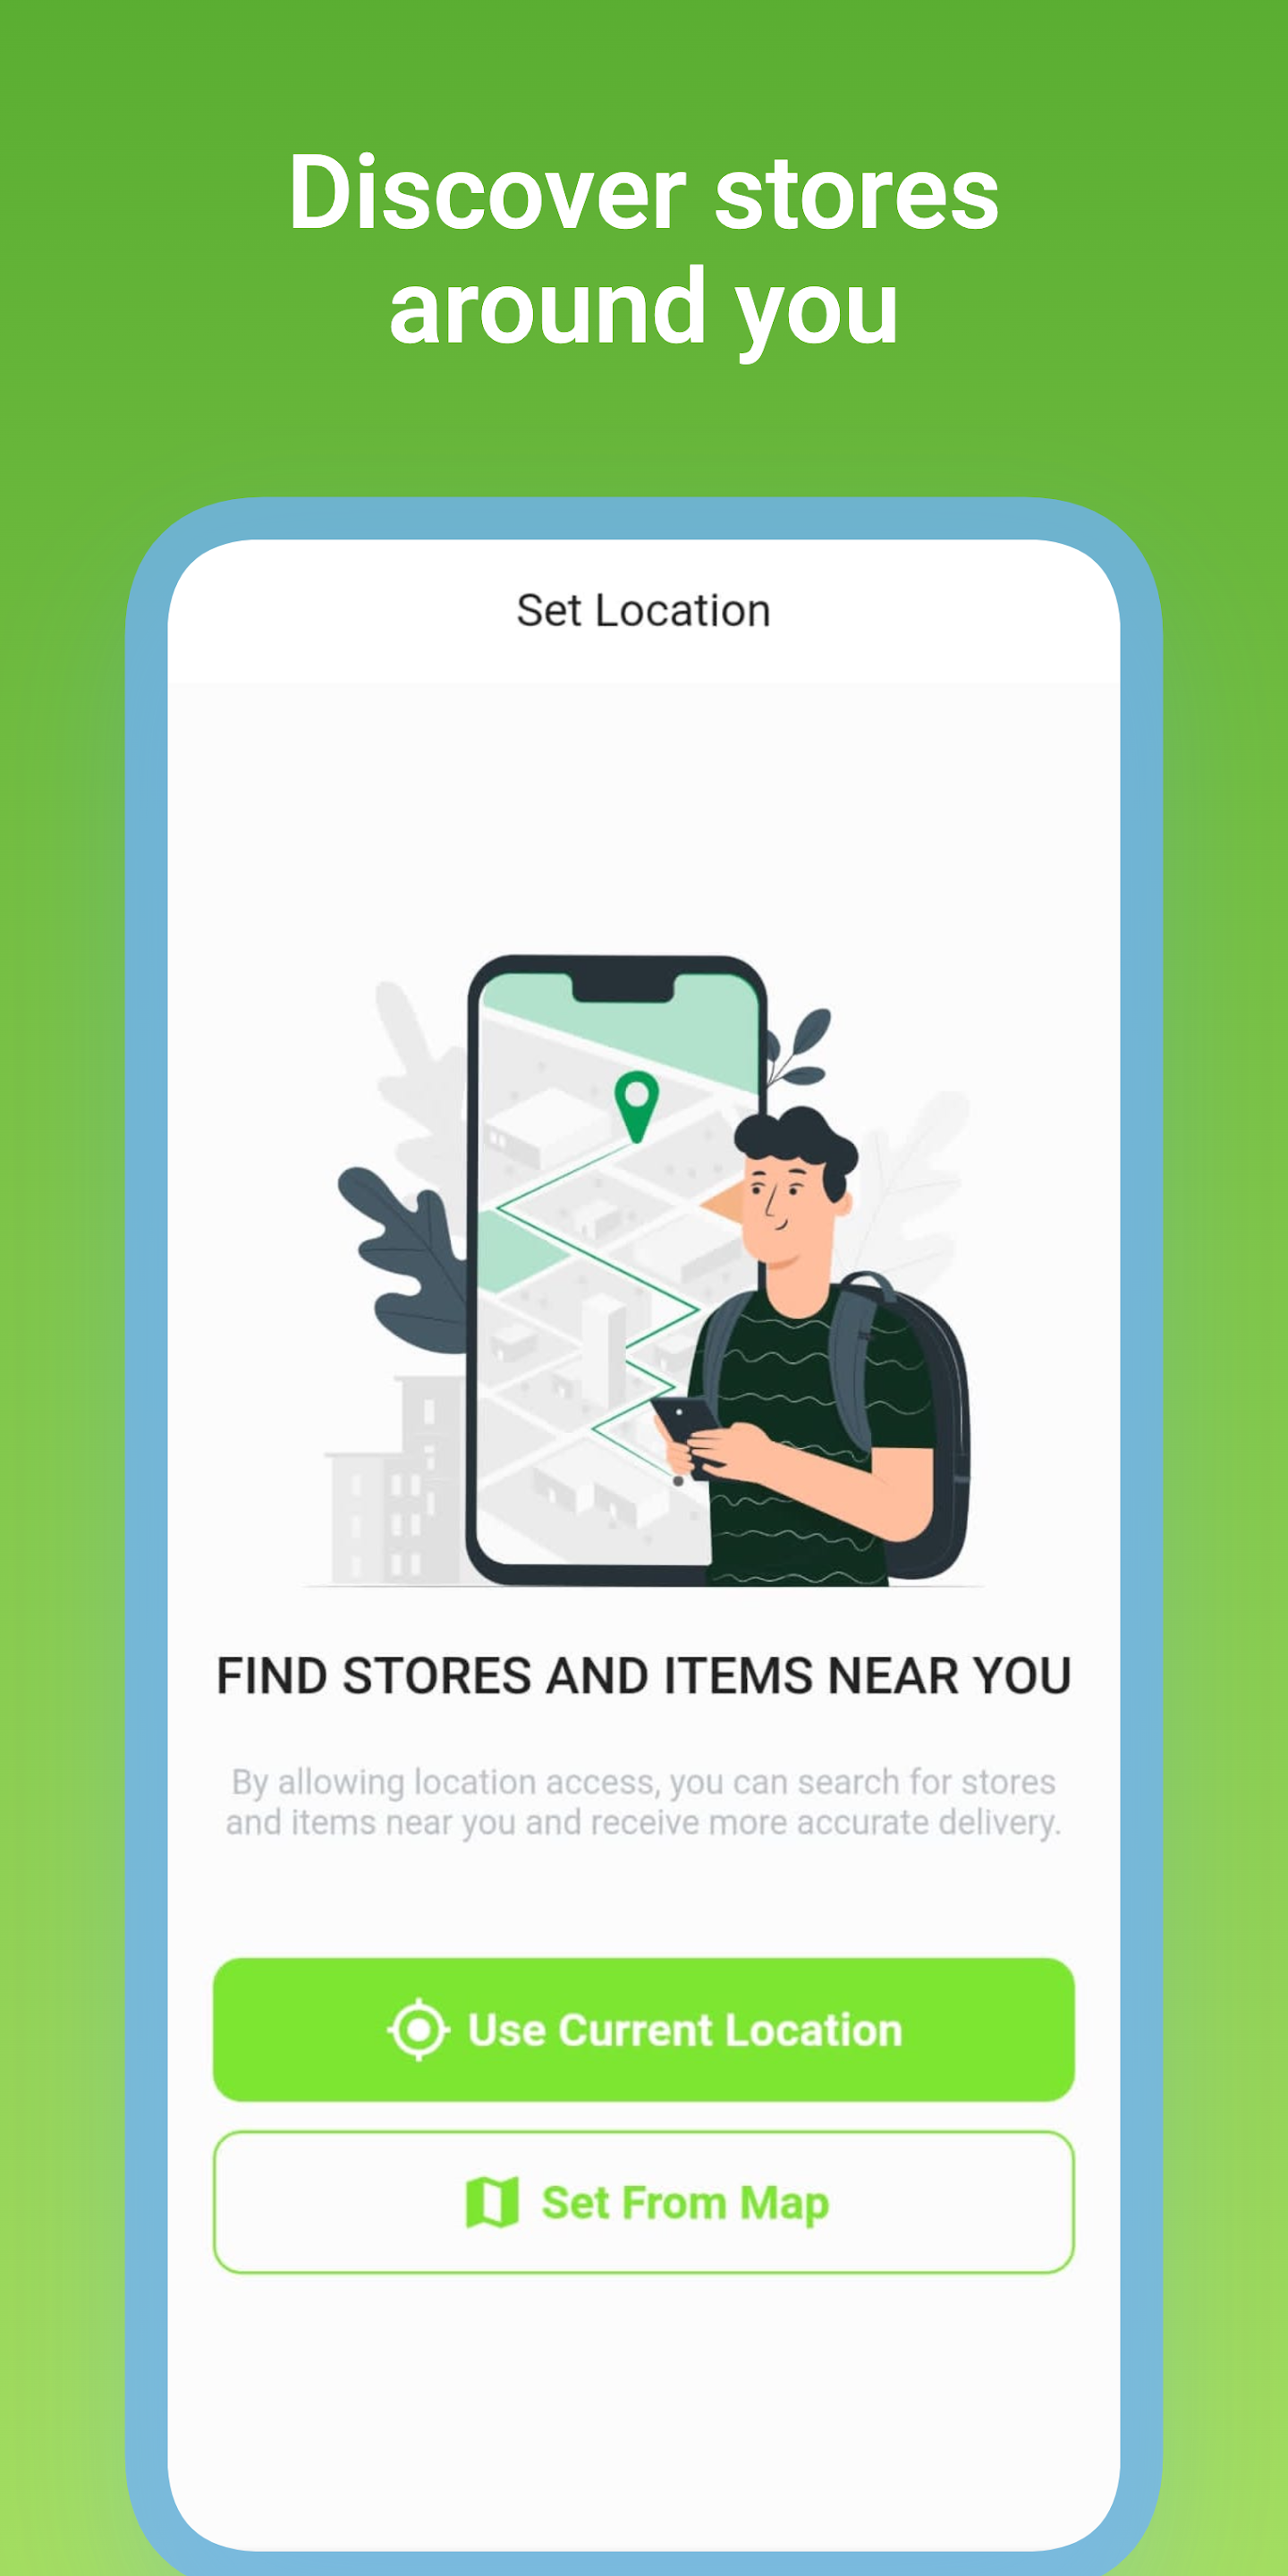 Discover stores
around you
Set Location
FIND STORES AND ITEMS NEAR YOU
By allowing location access, you can search for stores
and items near you and receive more accurate delivery.
Use Current Location
Set From Map